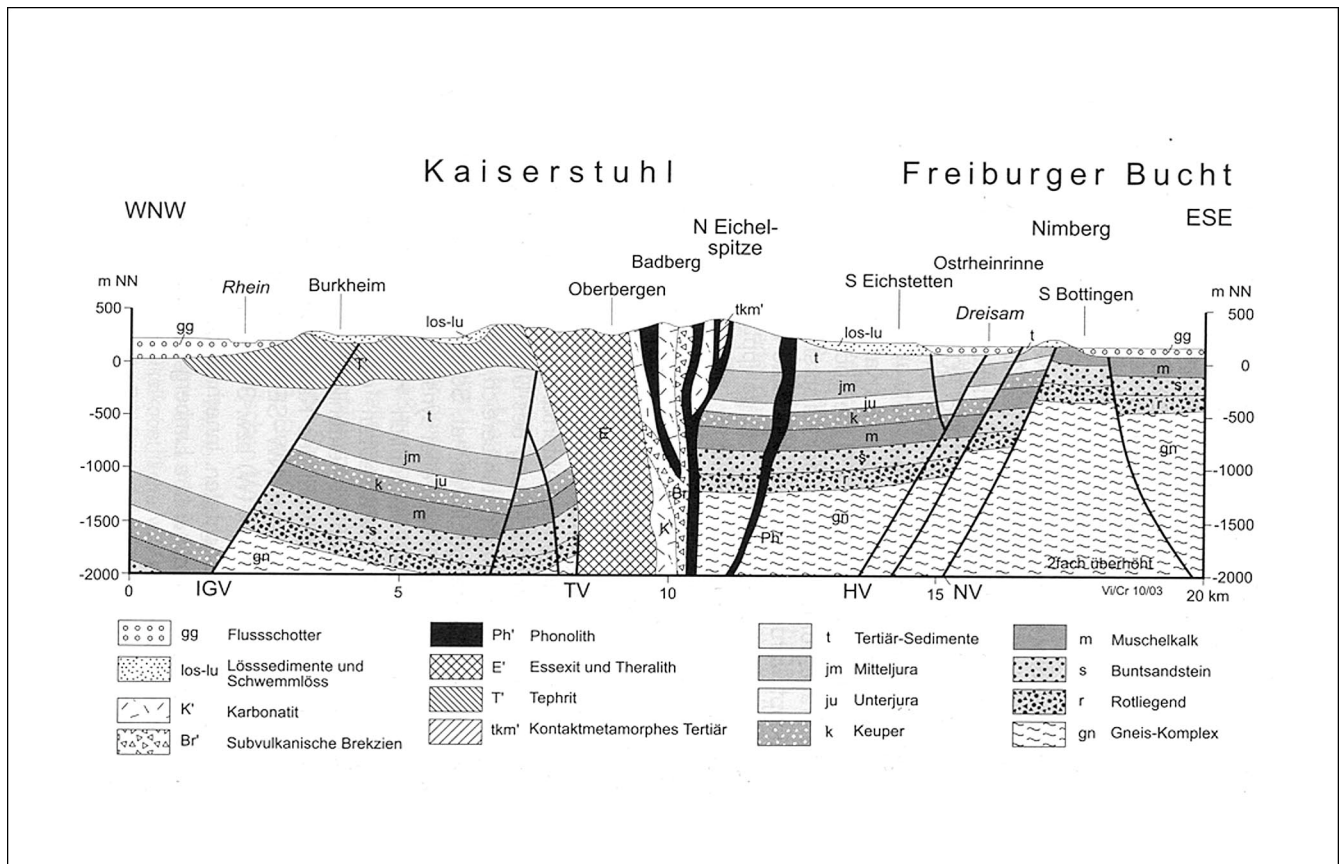 Kaiserstuhl
Freiburger Bucht
WNW
ESE
N Eichel-
spitze
Nimberg
Badberg
Ostrheinrinne
m NN
Rhein
Burkheim
Oberbergen
tkm'
S Eichstetten
Dreisam
S Bottingen
m NN
500
gg
los-lu
los-lu
t
gg
500
0
T'
t
m
0
jm
s
-500
t
ju
r
-500
k
E'
m
jm
s
gn
-1000
k
ju
r
-1000
m
Br'
-1500
s
K'
gn
-1500
gn
r
Ph'
2fach überhöht
-2000
-2000
0
IGV
5
TV
10
HV
15
NV
Vi/Cr 10/03
20 km
gg Flussschotter
los-lu Lösssedimente und
Schwemmlöss
K' Karbonatit
Br' Subvulkanische Brekzien
Ph' Phonolith
E' Essexit und Theralith
T' Tephrit
tkm' Kontaktmetamorphes Tertiär
t Tertiär-Sedimente
jm Mitteljura
ju Unterjura
k Keuper
m Muschelkalk
s Buntsandstein
r Rotliegend
gn Gneis-Komplex